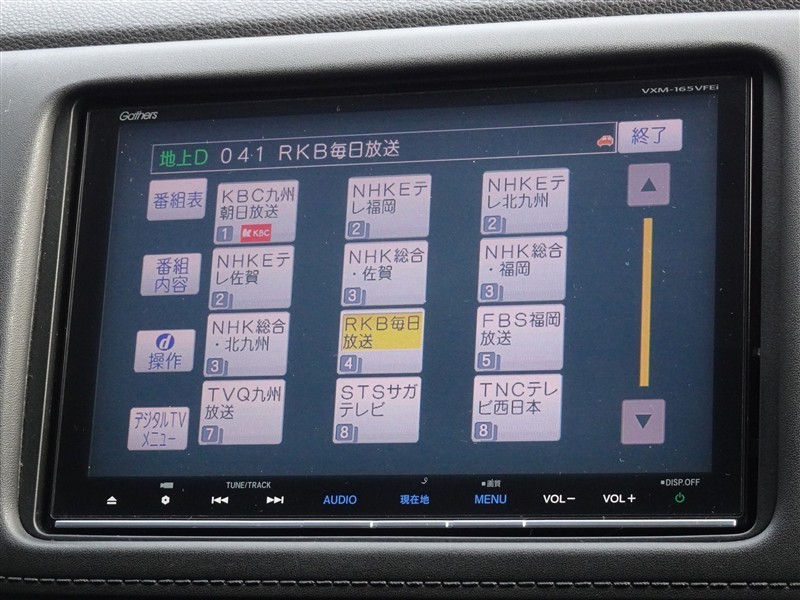 Gathers
VXM-165VFEi
地上D 041 RKB毎日放送
終了
番組表
KBC九州
朝日放送
1 KBC
NHKEテ
レ福岡
2
NHKEテ
レ北九州
2
番組
内容
NHKEテ
レ佐賀
2
NHK総合
・佐賀
3
NHK総合
・福岡
3
d
操作
NHK総合
・北九州
3
RKB毎日
放送
4
FBS福岡
放送
5
デジタルTV
メニュー
TVQ九州
放送
7
STSサガ
テレビ
8
TNCテレ
ビ西日本
8
TUNE/TRACK
画質
DISP.OFF
AUDIO
現在地
MENU
VOL−
VOL+